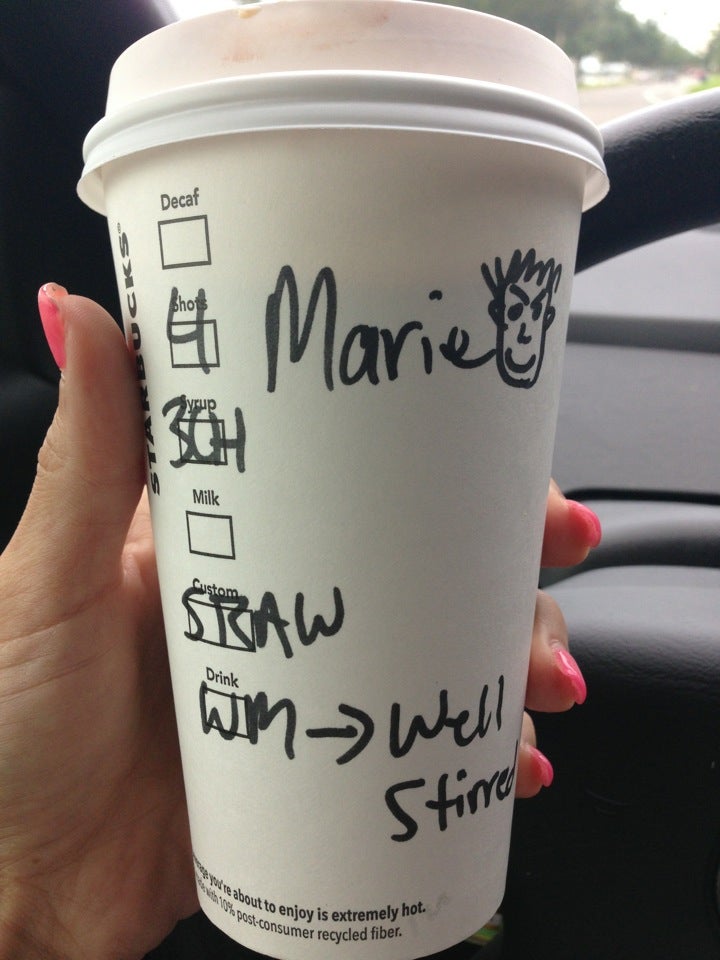 STARBUCKS
Decaf
Shots
4
Marie
Syrup
3CH
Milk
Custom
STRAW
Drink
WM → Well
Stirred
you're about to enjoy is extremely hot.
with 10% post-consumer recycled fiber.